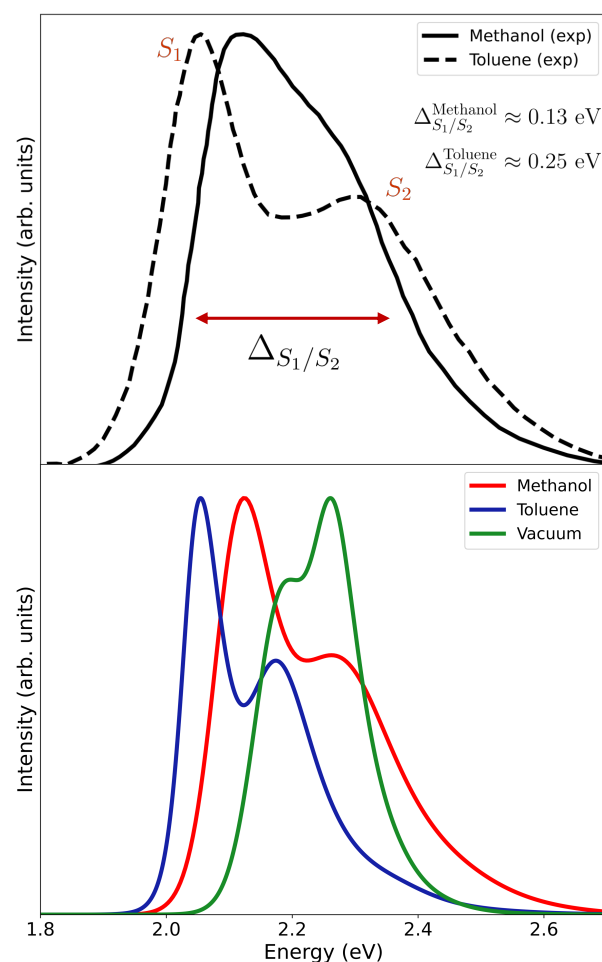 Methanol (exp)
Toluene (exp)
S₁
Δ^Methanol_S₁/S₂ ≈ 0.13 eV
Δ^Toluene_S₁/S₂ ≈ 0.25 eV
S₂
Intensity (arb. units)
Δ_S₁/S₂
Methanol
Toluene
Vacuum
Intensity (arb. units)
1.8 2.0 2.2 2.4 2.6
Energy (eV)